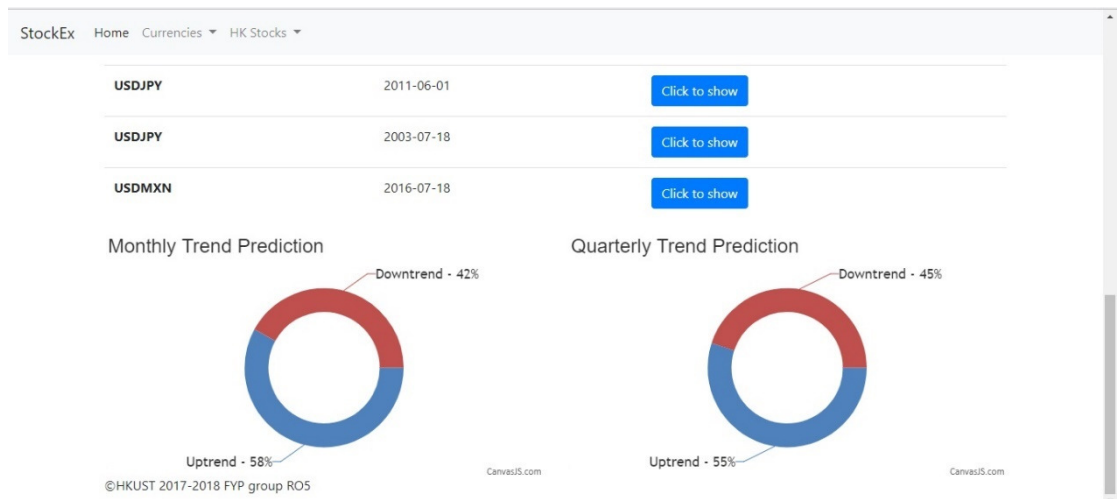 StockEx Home Currencies HK Stocks
USDJPY 2011-06-01 Click to show
USDJPY 2003-07-18 Click to show
USDMXN 2016-07-18 Click to show
Monthly Trend Prediction
Downtrend - 42%
Uptrend - 58%
CanvasJS.com
Quarterly Trend Prediction
Downtrend - 45%
Uptrend - 55%
CanvasJS.com
©HKUST 2017-2018 FYP group RO5